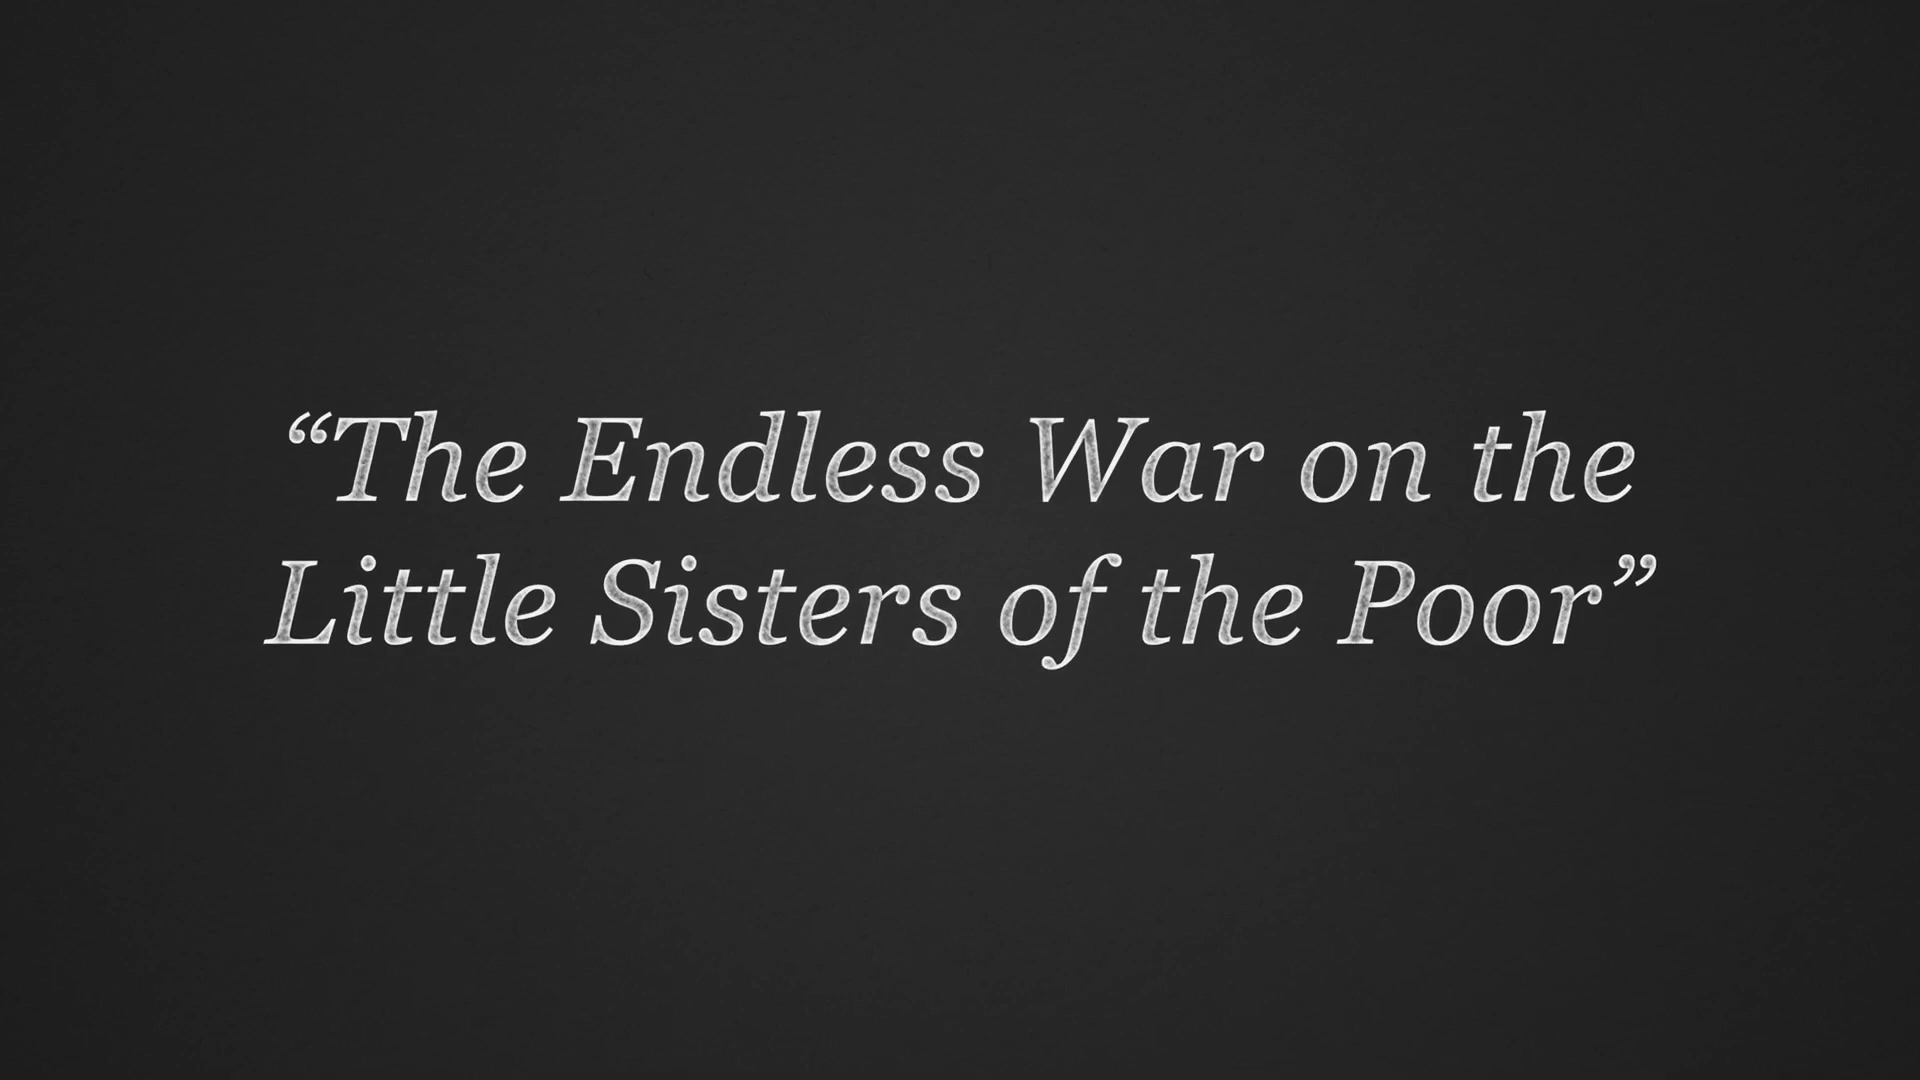 “The Endless War on the
Little Sisters of the Poor”